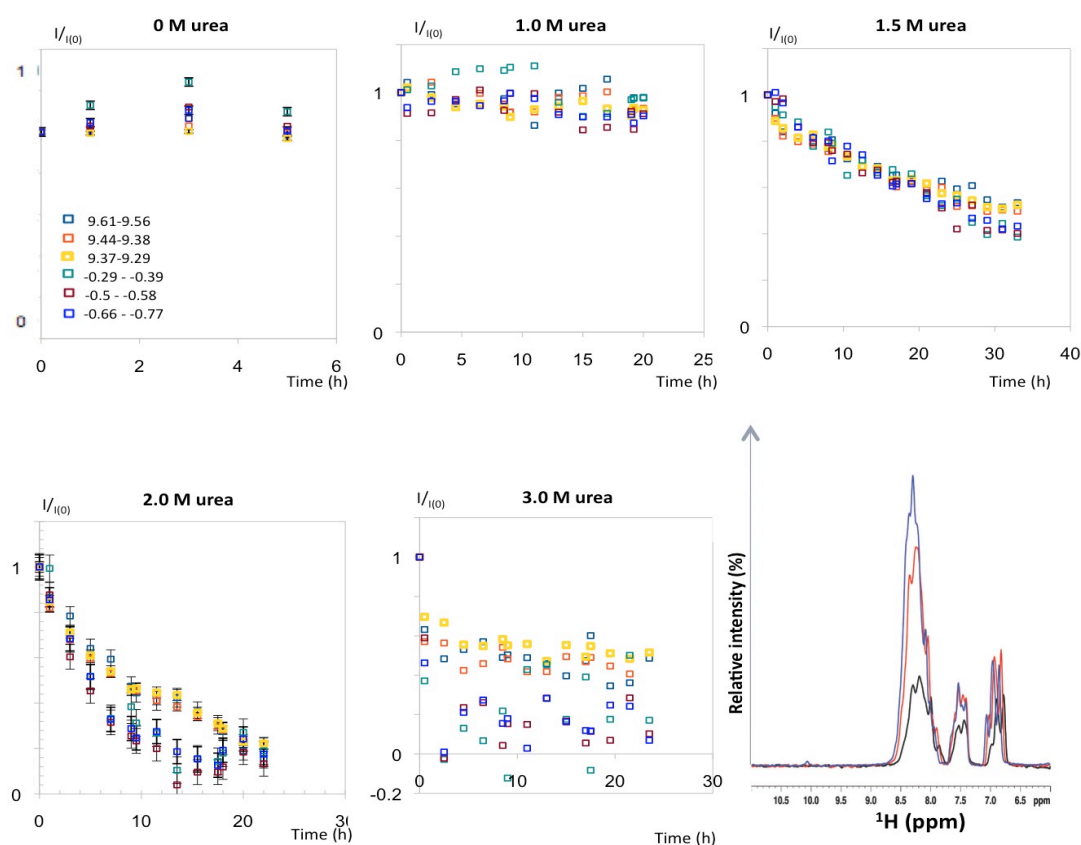 0 M urea
I/I(0)
1
0
9.61-9.56
9.44-9.38
9.37-9.29
-0.29 - -0.39
-0.5 - -0.58
-0.66 - -0.77
0 2 4 6
Time (h)
1.0 M urea
I/I(0)
1
0
0 5 10 15 20 25
Time (h)
1.5 M urea
I/I(0)
1
0
0 10 20 30 40
Time (h)
2.0 M urea
I/I(0)
1
0
0 10 20
Time (h)
3.0 M urea
I/I(0)
1
0
-0.2
10 20 30
Time (h)
Relative intensity (%)
10.5 10.0 9.5 9.0 8.5 8.0 7.5 7.0 6.5 ppm
¹H (ppm)